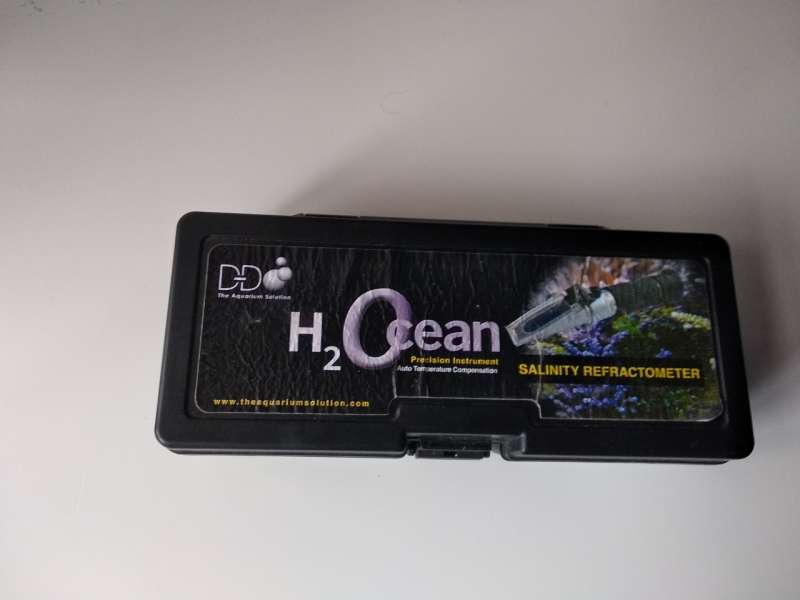 D-D
The Aquarium Solution
H2Ocean
Precision Instrument
Auto Temperature Compensation
SALINITY REFRACTOMETER
www.theaquariumsolution.com